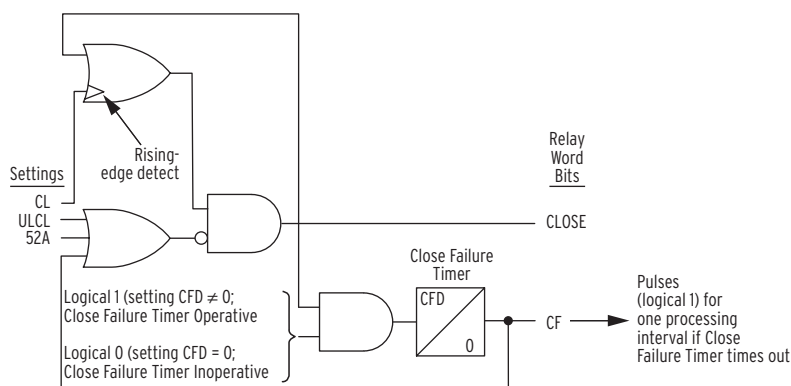 Rising-
edge detect
Settings
CL
ULCL
52A
Relay
Word
Bits
CLOSE
Close Failure
Timer
CFD
0
Logical 1 (setting CFD ≠ 0;
Close Failure Timer Operative
Logical 0 (setting CFD = 0;
Close Failure Timer Inoperative
CF
Pulses
(logical 1) for
one processing
interval if Close
Failure Timer times out